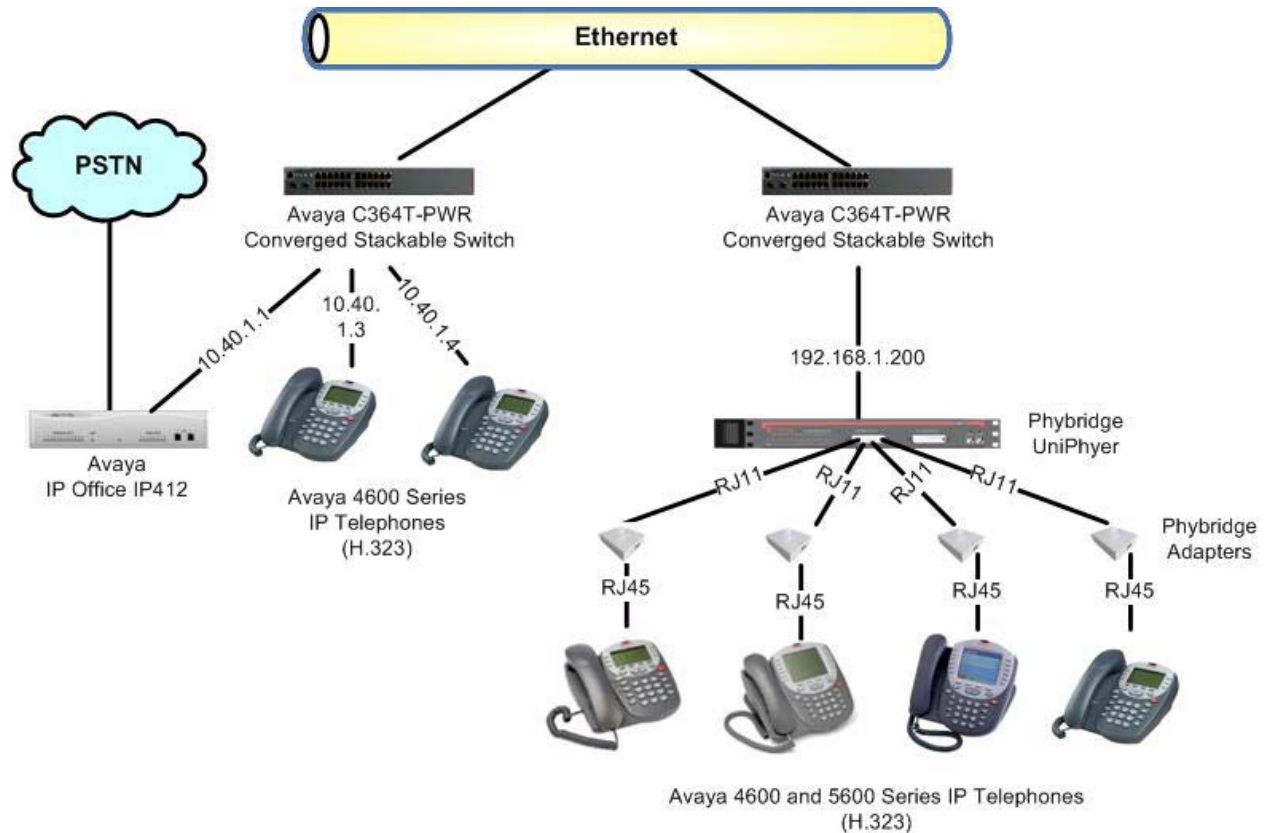 Ethernet
PSTN
Avaya C364T-PWR
Converged Stackable Switch
Avaya C364T-PWR
Converged Stackable Switch
10.40.1.1
10.40.
1.3
10.40.1.4
192.168.1.200
Avaya
IP Office IP412
Avaya 4600 Series
IP Telephones
(H.323)
Phybridge
UniPhyer
RJ11
RJ11
RJ11
RJ11
Phybridge
Adapters
RJ45
RJ45
RJ45
RJ45
Avaya 4600 and 5600 Series IP Telephones
(H.323)